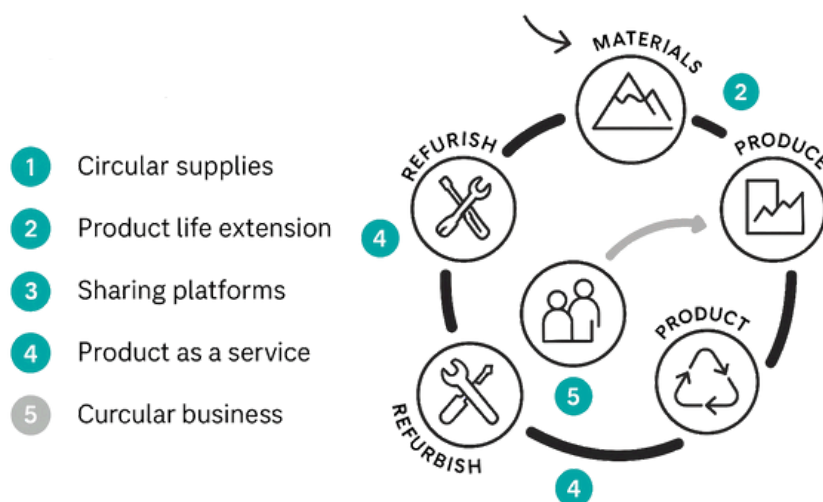 1 Circular supplies
2 Product life extension
3 Sharing platforms
4 Product as a service
5 Curcular business
MATERIALS
2
PRODUCE
REFURISH
4
PRODUCT
5
REFURBISH
4